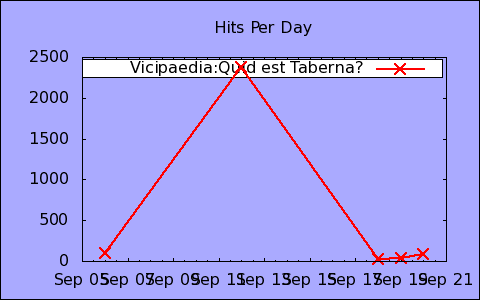 Hits Per Day
Vicipaedia:Quid est Taberna?
2500
2000
1500
1000
500
0
Sep 05 Sep 07 Sep 09 Sep 11 Sep 13 Sep 15 Sep 17 Sep 19 Sep 21